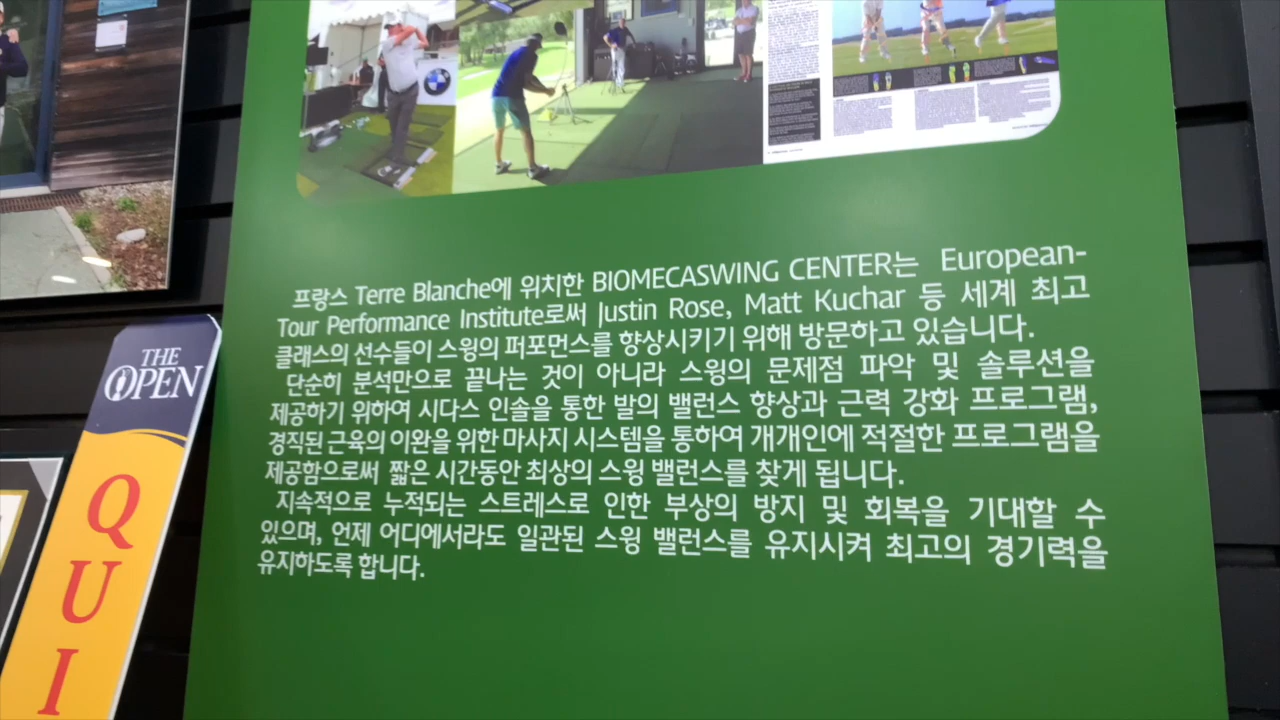 프랑스 Terre Blanche에 위치한 BIOMECASWING CENTER는 European-
Tour Performance Institute로써 Justin Rose, Matt Kuchar 등 세계 최고
클래스의 선수들이 스윙의 퍼포먼스를 향상시키기 위해 방문하고 있습니다.
단순히 분석만으로 끝나는 것이 아니라 스윙의 문제점 파악 및 솔루션을
제공하기 위하여 시다스 인솔을 통한 발의 밸런스 향상과 근력 강화 프로그램,
경직된 근육의 이완을 위한 마사지 시스템을 통하여 개개인에 적절한 프로그램을
제공함으로써 짧은 시간동안 최상의 스윙 밸런스를 찾게 됩니다.
지속적으로 누적되는 스트레스로 인한 부상의 방지 및 회복을 기대할 수
있으며, 언제 어디에서라도 일관된 스윙 밸런스를 유지시켜 최고의 경기력을
유지하도록 합니다.
THE
OPEN
QUI
BMW